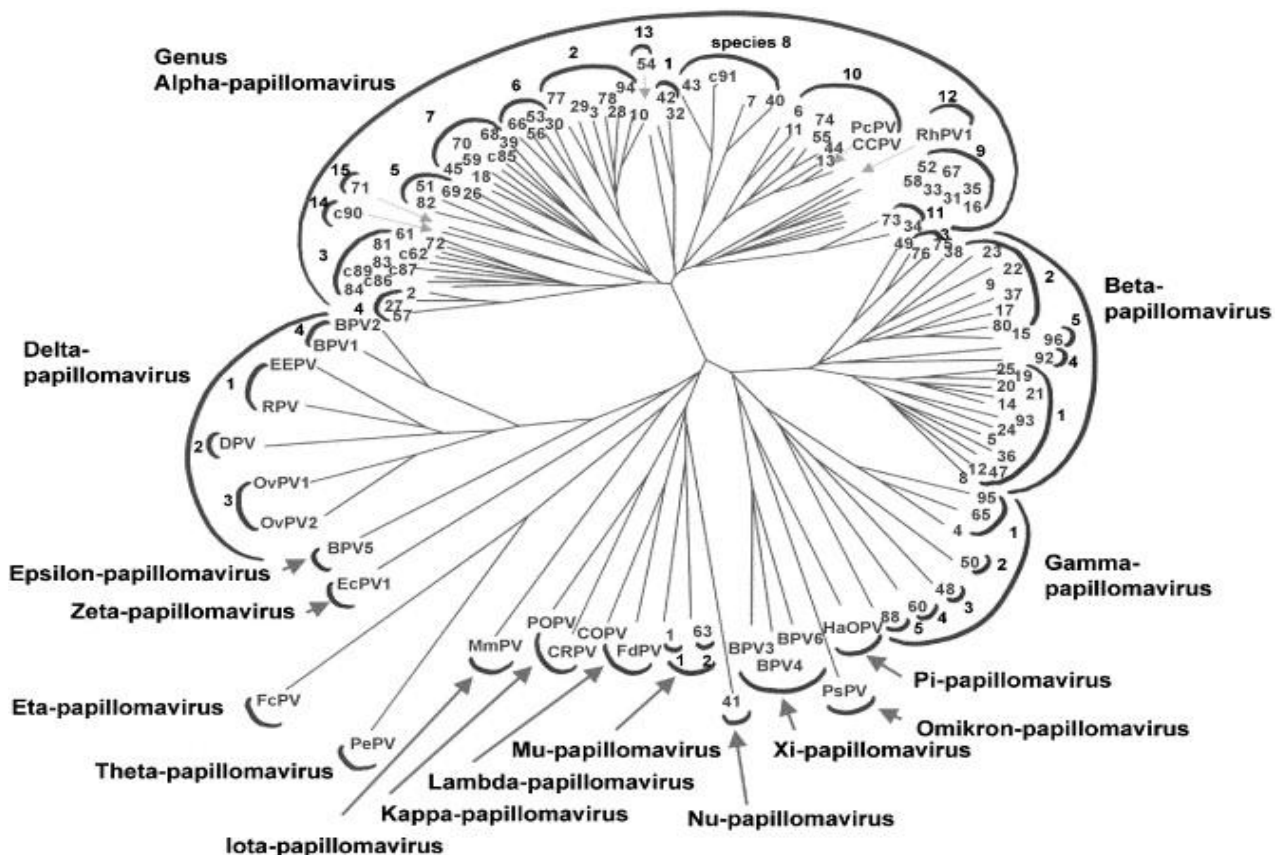 Genus
Alpha-papillomavirus
13
54
2
1
species 8
94
42
32
43
c91
7
40
77
29
3
78
28
10
6
53
66
56
30
7
68
39
70
59
c85
45
18
5
51
69
26
82
15
71
14
c90
3
61
81
72
c62
83
c89
c87
c86
84
4
2
27
57
10
6
74
11
55
44
13
PcPV
CCPV
12
RhPV1
9
52
67
58
33
35
31
16
11
73
34
Beta-
papillomavirus
3
49
75
76
38
2
23
22
9
37
17
80
15
5
96
4
92
1
25
19
20
21
14
93
24
5
36
12
47
8
Gamma-
papillomavirus
95
65
4
1
50
2
48
3
60
4
88
5
Delta-
papillomavirus
4
BPV2
BPV1
1
EEPV
RPV
2
DPV
3
OvPV1
OvPV2
Epsilon-papillomavirus
BPV5
Zeta-papillomavirus
EcPV1
Eta-papillomavirus
FcPV
Theta-papillomavirus
PePV
Iota-papillomavirus
MmPV
Kappa-papillomavirus
POPV
CRPV
Lambda-papillomavirus
COPV
FdPV
Mu-papillomavirus
1
63
1
2
Nu-papillomavirus
41
Xi-papillomavirus
BPV3
BPV6
BPV4
Omikron-papillomavirus
PsPV
Pi-papillomavirus
HaOPV